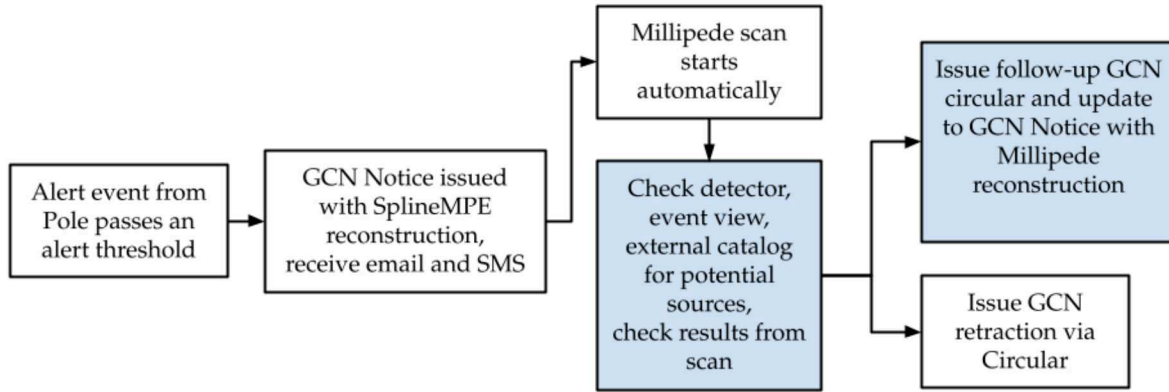 Alert event from
Pole passes an
alert threshold
GCN Notice issued
with SplineMPE
reconstruction,
receive email and SMS
Millipede scan
starts
automatically
Check detector,
event view,
external catalog
for potential
sources,
check results from
scan
Issue follow-up GCN
circular and update
to GCN Notice with
Millipede
reconstruction
Issue GCN
retraction via
Circular